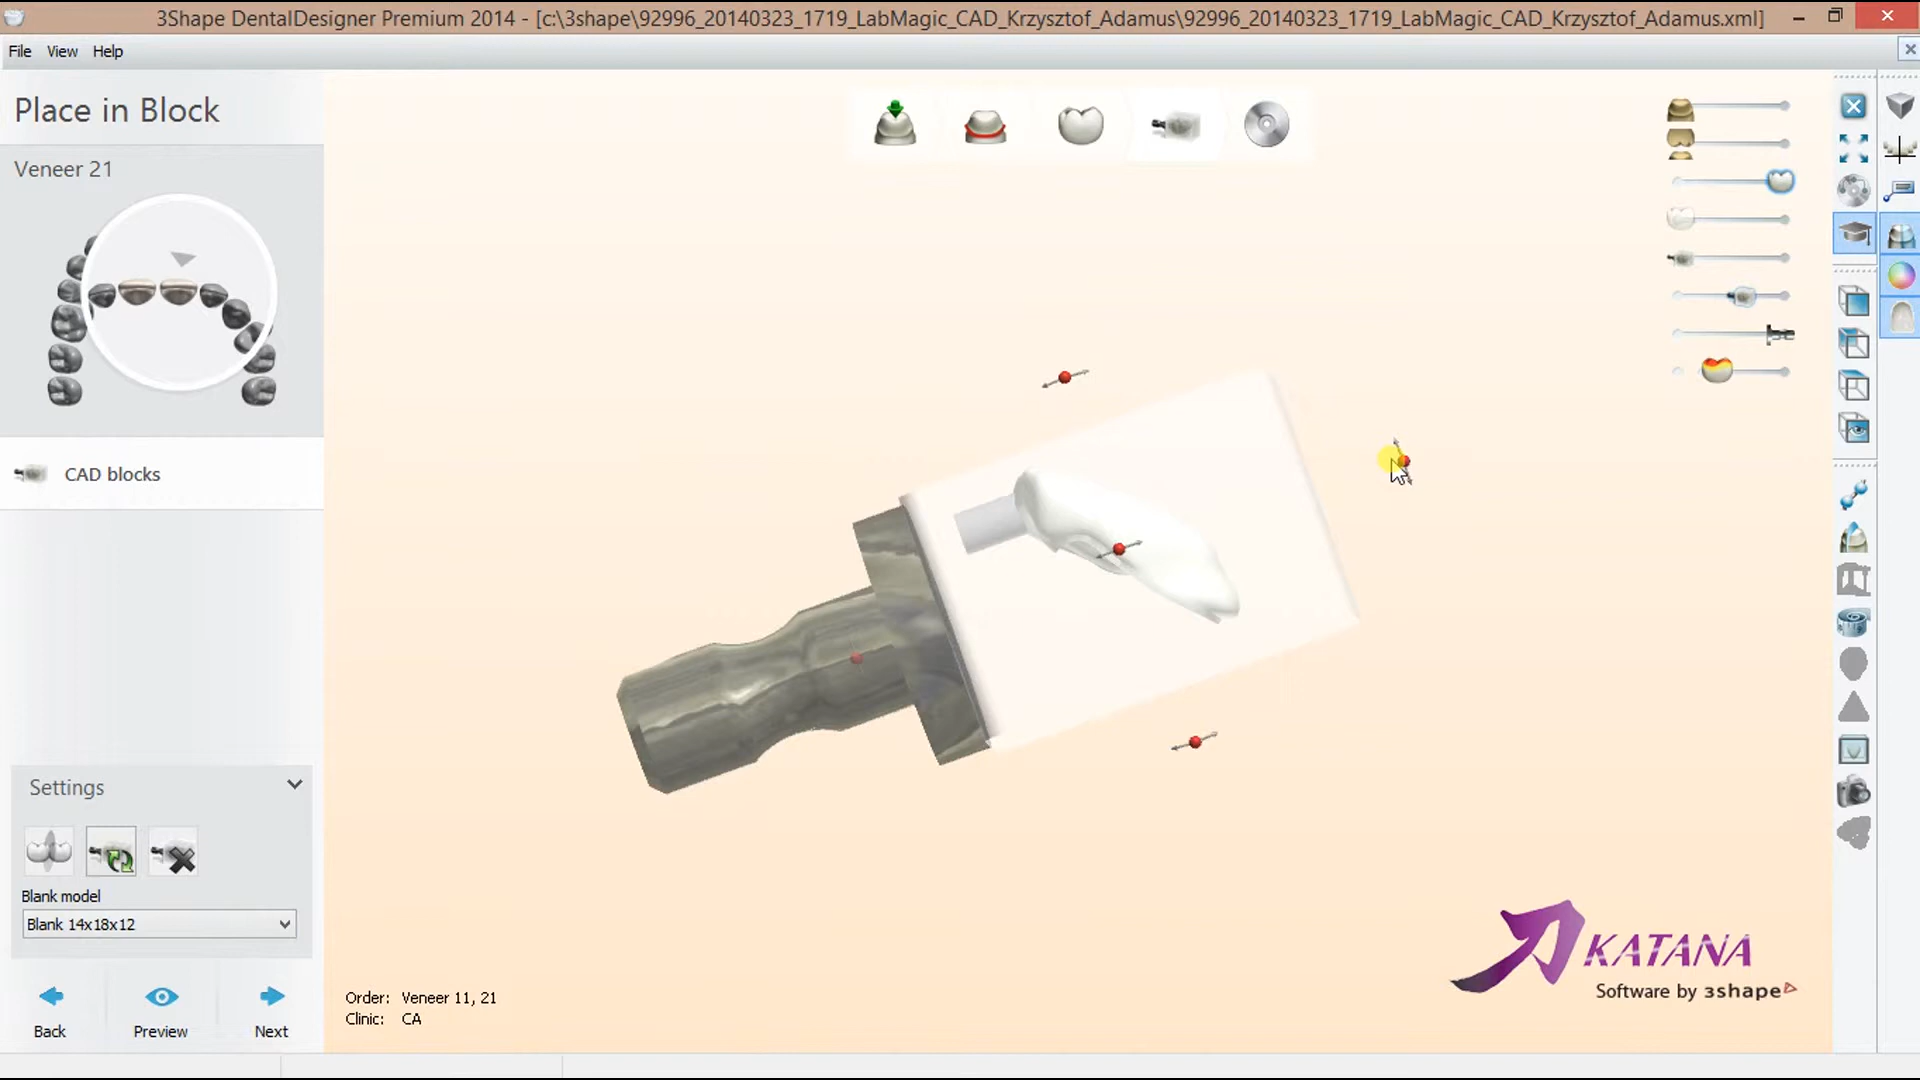 3Shape DentalDesigner Premium 2014 - [c:\3shape\92996_20140323_1719_LabMagic_CAD_Krzysztof_Adamus\92996_20140323_1719_LabMagic_CAD_Krzysztof_Adamus.xml]
File View Help
Place in Block
Veneer 21
CAD blocks
Settings
Blank model
Blank 14x18x12
Back Preview Next
Order: Veneer 11, 21
Clinic: CA
KATANA
Software by 3shape